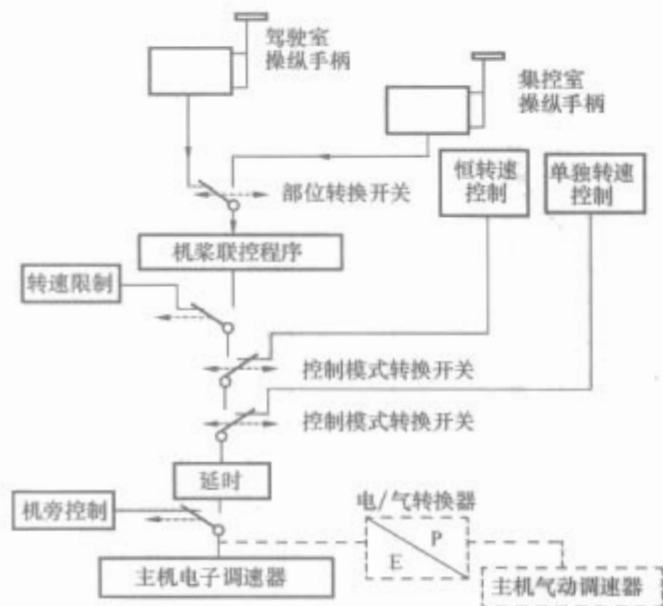 驾驶室
操纵手柄
集控室
操纵手柄
恒转速
控制
单独转速
控制
部位转换开关
机桨联控程序
转速限制
控制模式转换开关
控制模式转换开关
延时
机旁控制
电/气转换器
P
E
主机电子调速器
主机气动调速器